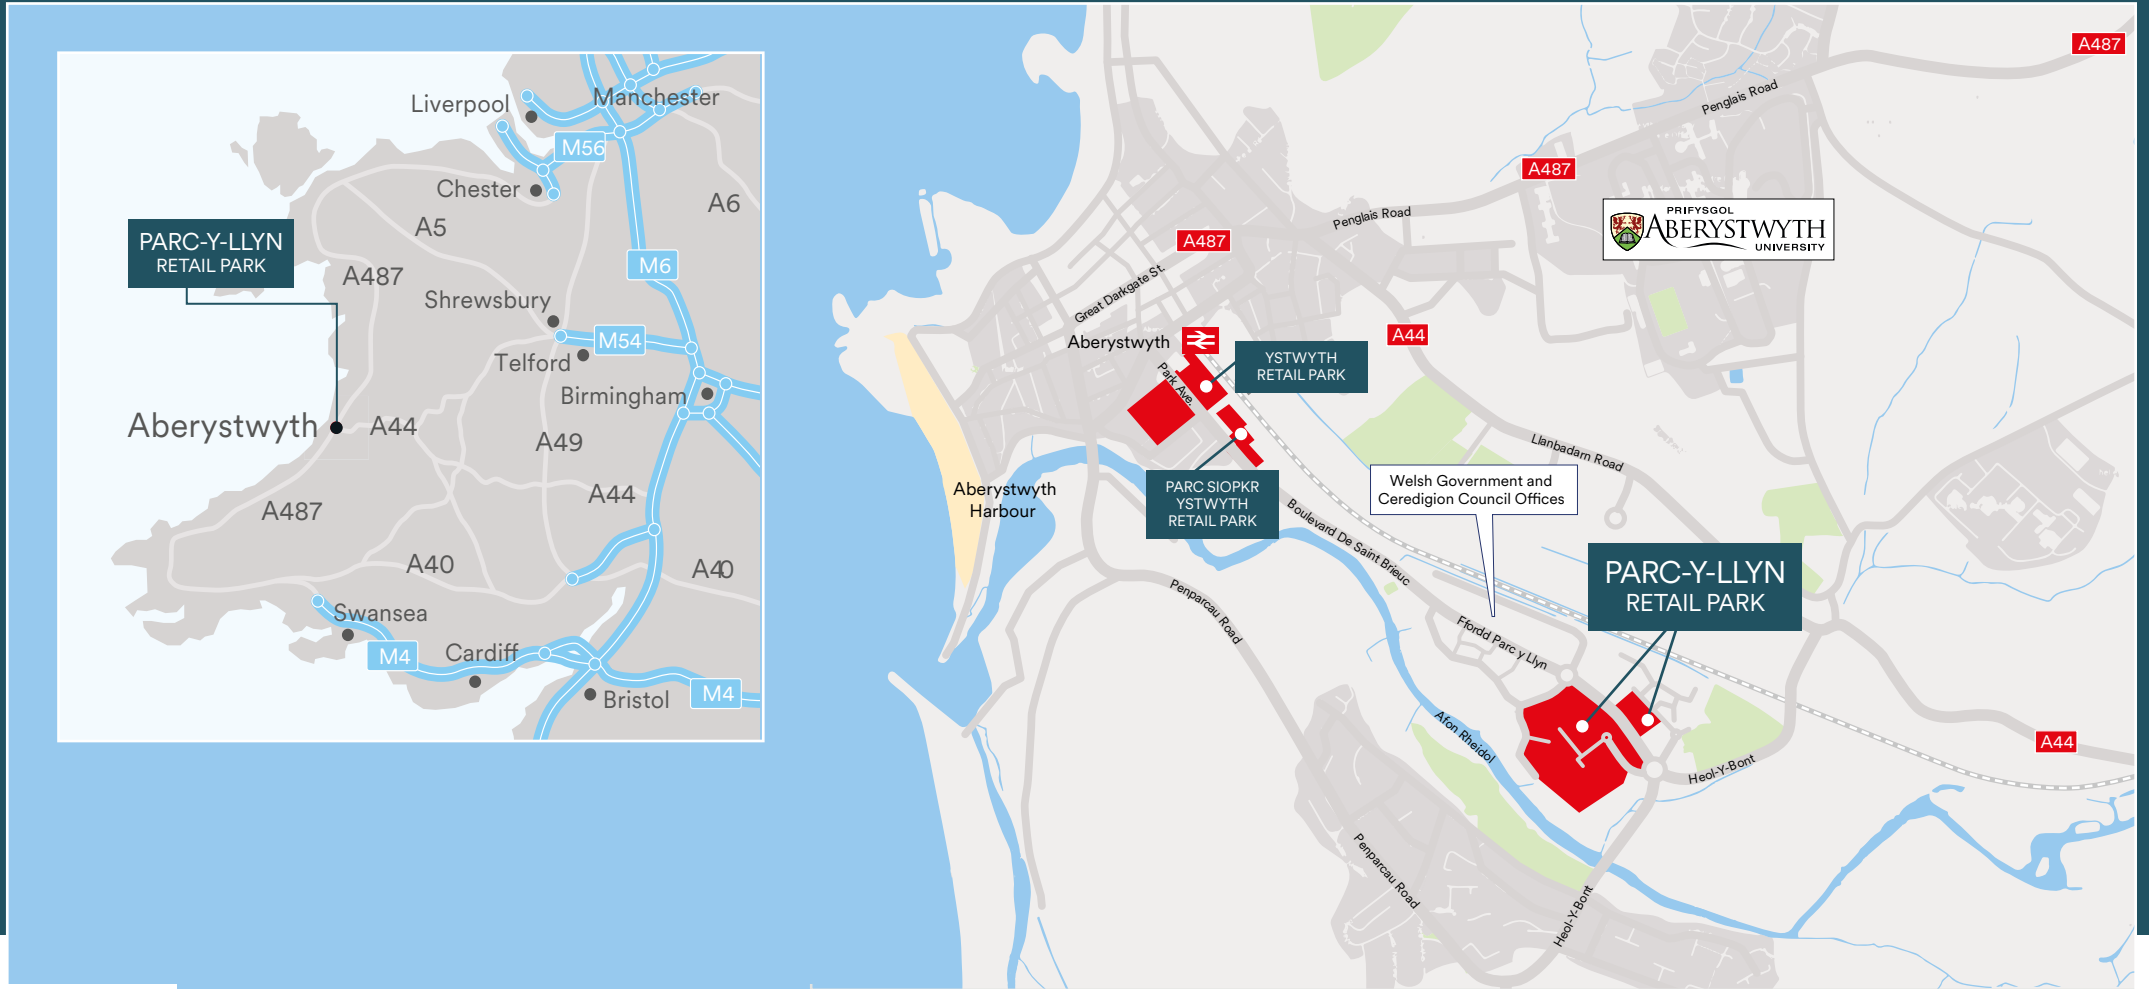 Liverpool
Manchester
M56
Chester
A6
A5
PARC-Y-LLYN
RETAIL PARK
A487
M6
Shrewsbury
M54
Telford
Birmingham
Aberystwyth
A44
A49
A44
A487
A40
A40
Swansea
M4
Cardiff
M4
Bristol
A487
Penglais Road
A487
PRIFYSGOL
ABERYSTWYTH
UNIVERSITY
Penglais Road
A487
Great Darkgate St.
Aberystwyth
A44
YSTWYTH
RETAIL PARK
Park Ave.
Llanbadarn Road
Welsh Government and
Ceredigion Council Offices
Aberystwyth
Harbour
PARC SIOPKR
YSTWYTH
RETAIL PARK
Boulevard De Saint Brieuc
PARC-Y-LLYN
RETAIL PARK
Penparcau Road
Ffordd Parc y Llyn
Afon Rheidol
A44
Heol-Y-Bont
Penparcau Road
Heol-Y-Bont